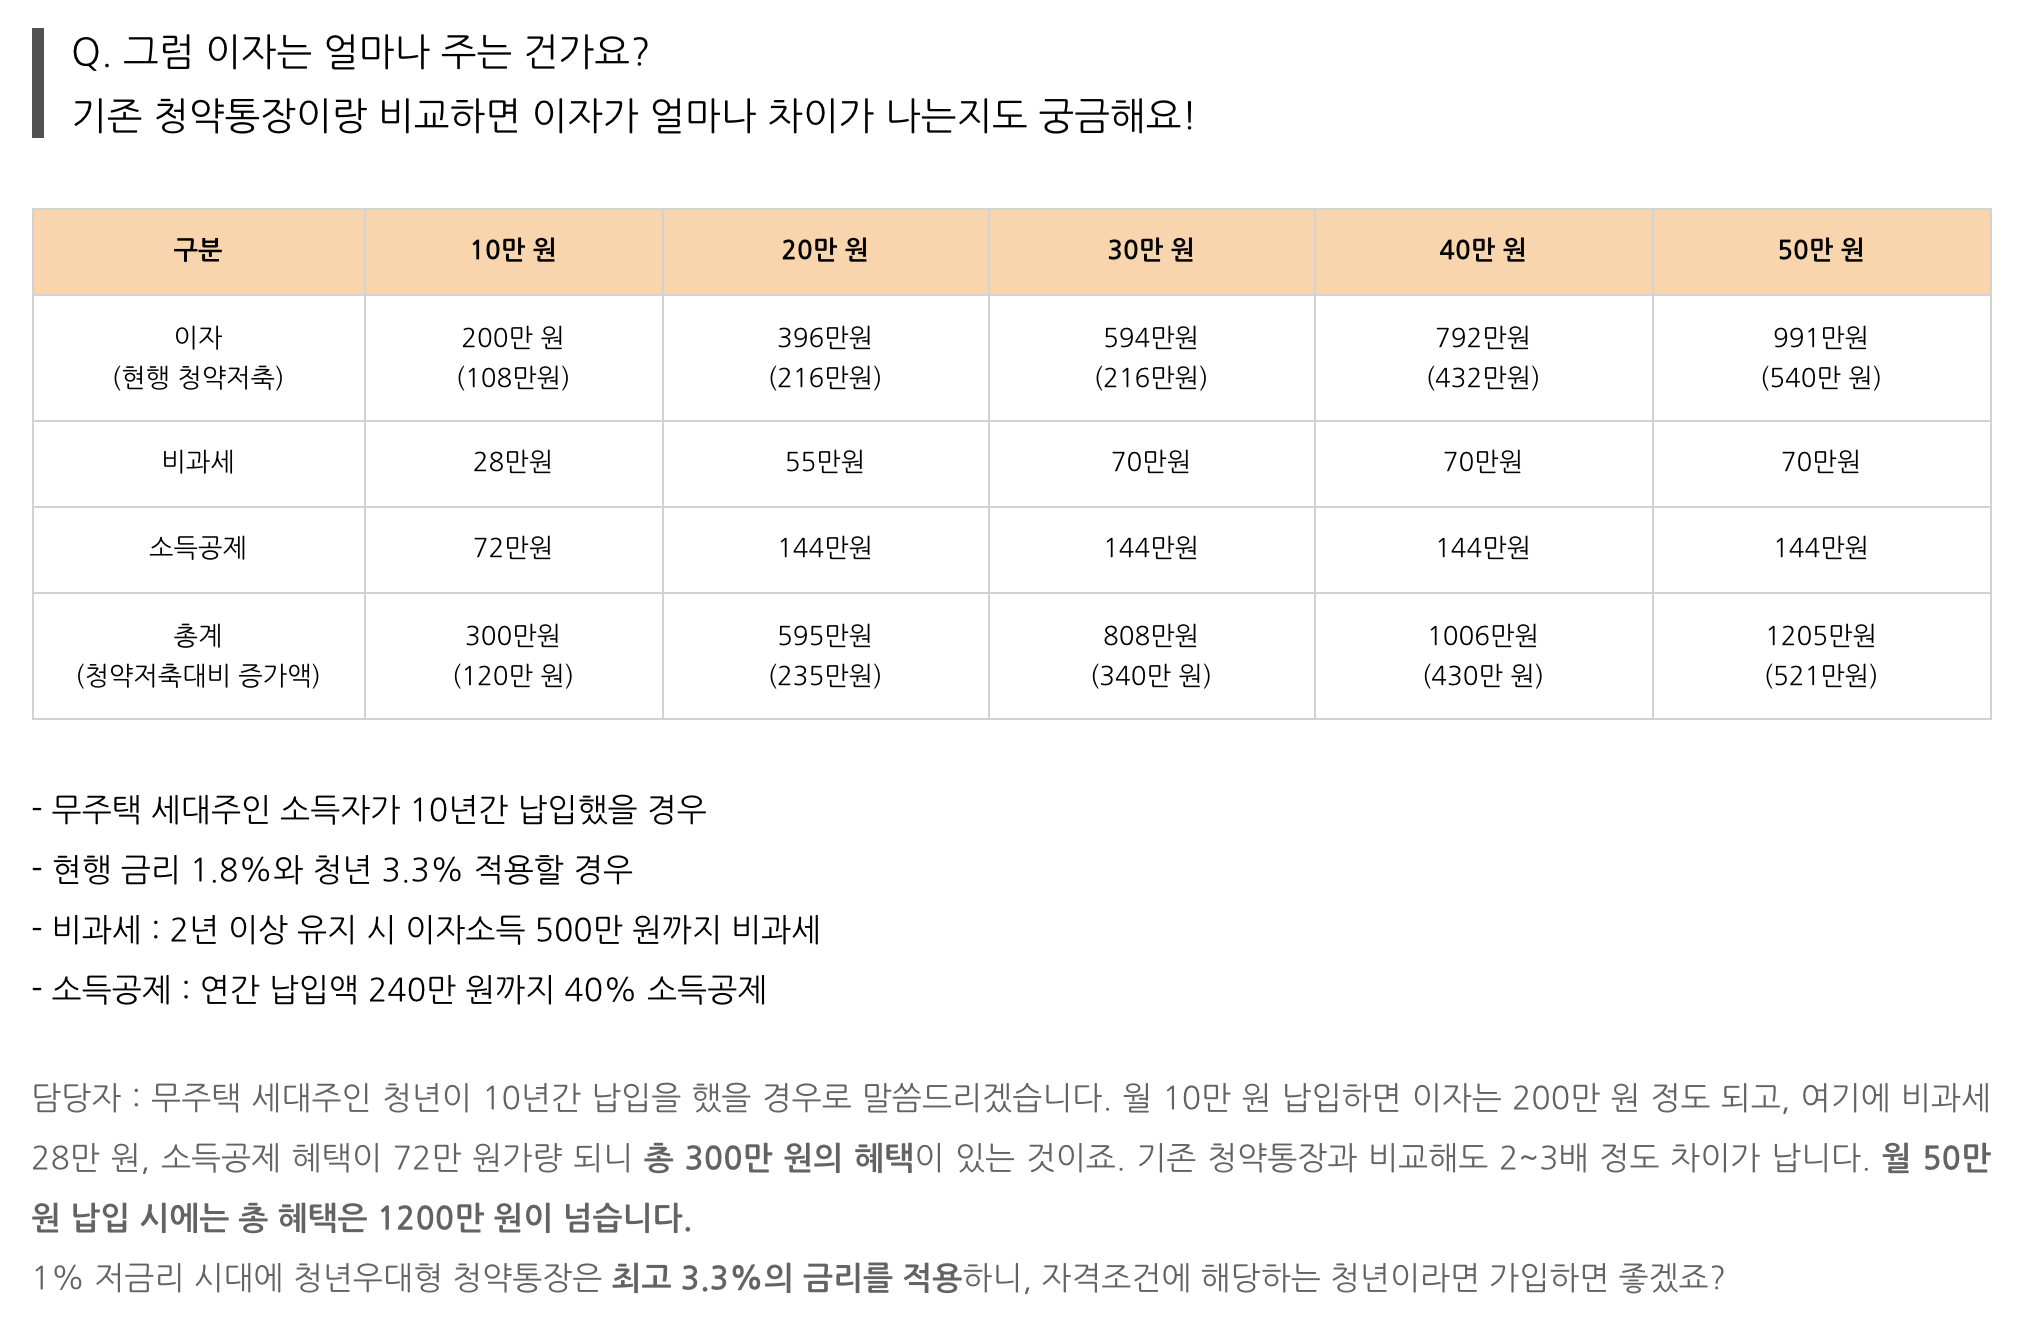 Q. 그럼 이자는 얼마나 주는 건가요?
기존 청약통장이랑 비교하면 이자가 얼마나 차이가 나는지도 궁금해요!
구분 10만 원 20만 원 30만 원 40만 원 50만 원
이자 200만 원 396만원 594만원 792만원 991만원
(현행 청약저축) (108만원) (216만원) (216만원) (432만원) (540만 원)
비과세 28만원 55만원 70만원 70만원 70만원
소득공제 72만원 144만원 144만원 144만원 144만원
총계 300만원 595만원 808만원 1006만원 1205만원
(청약저축대비 증가액) (120만 원) (235만원) (340만 원) (430만 원) (521만원)
- 무주택 세대주인 소득자가 10년간 납입했을 경우
- 현행 금리 1.8%와 청년 3.3% 적용할 경우
- 비과세 : 2년 이상 유지 시 이자소득 500만 원까지 비과세
- 소득공제 : 연간 납입액 240만 원까지 40% 소득공제
담당자 : 무주택 세대주인 청년이 10년간 납입을 했을 경우로 말씀드리겠습니다. 월 10만 원 납입하면 이자는 200만 원 정도 되고, 여기에 비과세
28만 원, 소득공제 혜택이 72만 원가량 되니 총 300만 원의 혜택이 있는 것이죠. 기존 청약통장과 비교해도 2~3배 정도 차이가 납니다. 월 50만
원 납입 시에는 총 혜택은 1200만 원이 넘습니다.
1% 저금리 시대에 청년우대형 청약통장은 최고 3.3%의 금리를 적용하니, 자격조건에 해당하는 청년이라면 가입하면 좋겠죠?